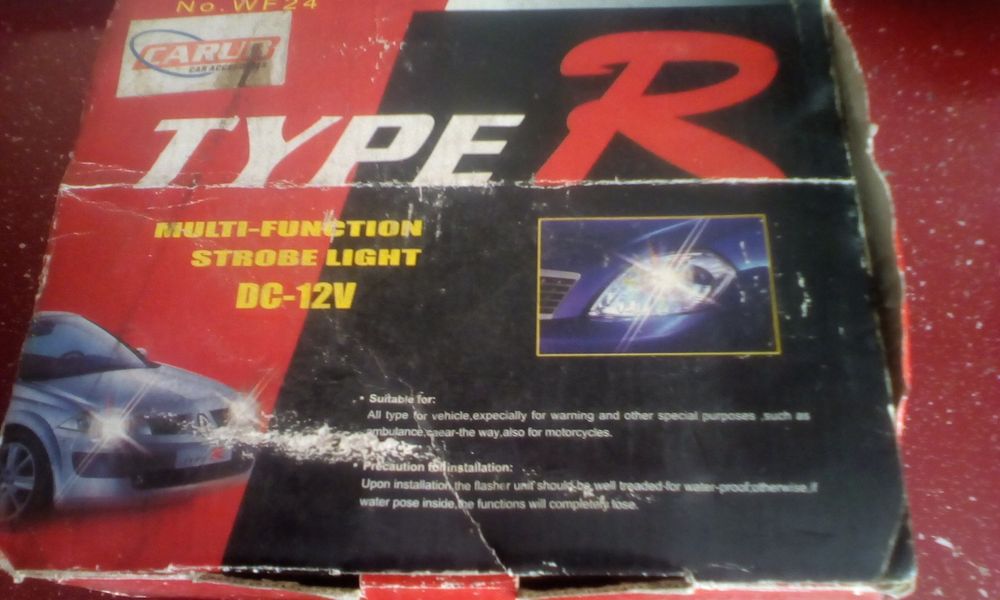 No.WF24
CARUB
CAR ACCESSORIES
TYPE R
MULTI-FUNCTION
STROBE LIGHT
DC-12V
• Suitable for:
All type for vehicle,expecially for warning and other special purposes ,such as
ambulance, the way,also for motorcycles.
• Precaution for installation:
Upon installation,the flasher unit should be well treaded for water-proof;otherwise,if
water pose inside,the functions will completely lose.
R